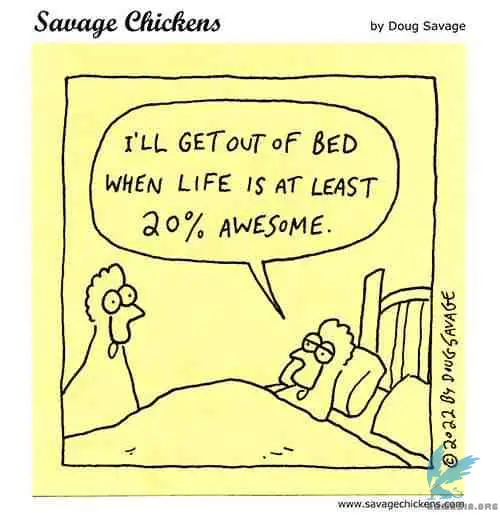 Savage Chickens
by Doug Savage
I'LL GET OUT OF BED
WHEN LIFE IS AT LEAST
20% AWESOME.
© 2022 BY DOUG SAVAGE
www.savagechickens.com